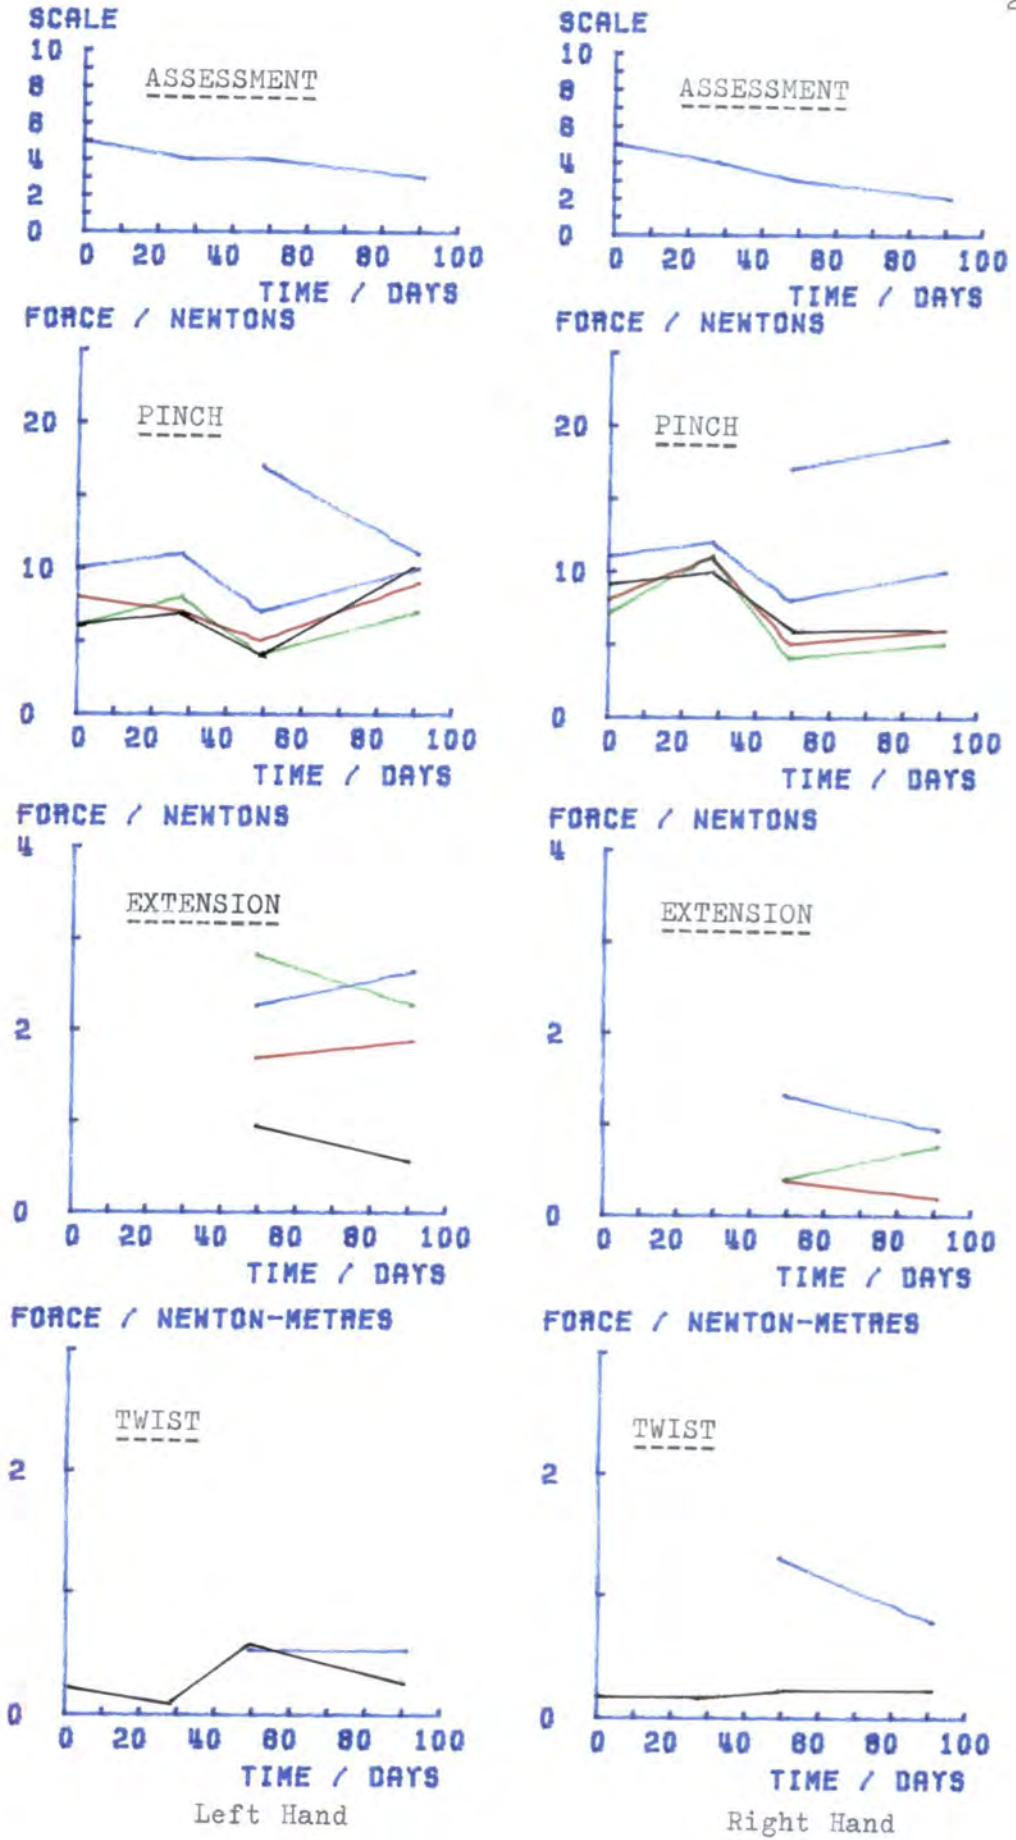 SCALE
10
8
6
4
2
0
ASSESSMENT
0 20 40 60 80 100
TIME / DAYS
SCALE
10
8
6
4
2
0
ASSESSMENT
0 20 40 60 80 100
TIME / DAYS
FORCE / NEWTONS
20
10
0
PINCH
0 20 40 60 80 100
TIME / DAYS
FORCE / NEWTONS
20
10
0
PINCH
0 20 40 60 80 100
TIME / DAYS
FORCE / NEWTONS
4
2
0
EXTENSION
0 20 40 60 80 100
TIME / DAYS
FORCE / NEWTONS
4
2
0
EXTENSION
0 20 40 60 80 100
TIME / DAYS
FORCE / NEWTON-METRES
2
0
TWIST
0 20 40 60 80 100
TIME / DAYS
Left Hand
FORCE / NEWTON-METRES
2
0
TWIST
0 20 40 60 80 100
TIME / DAYS
Right Hand